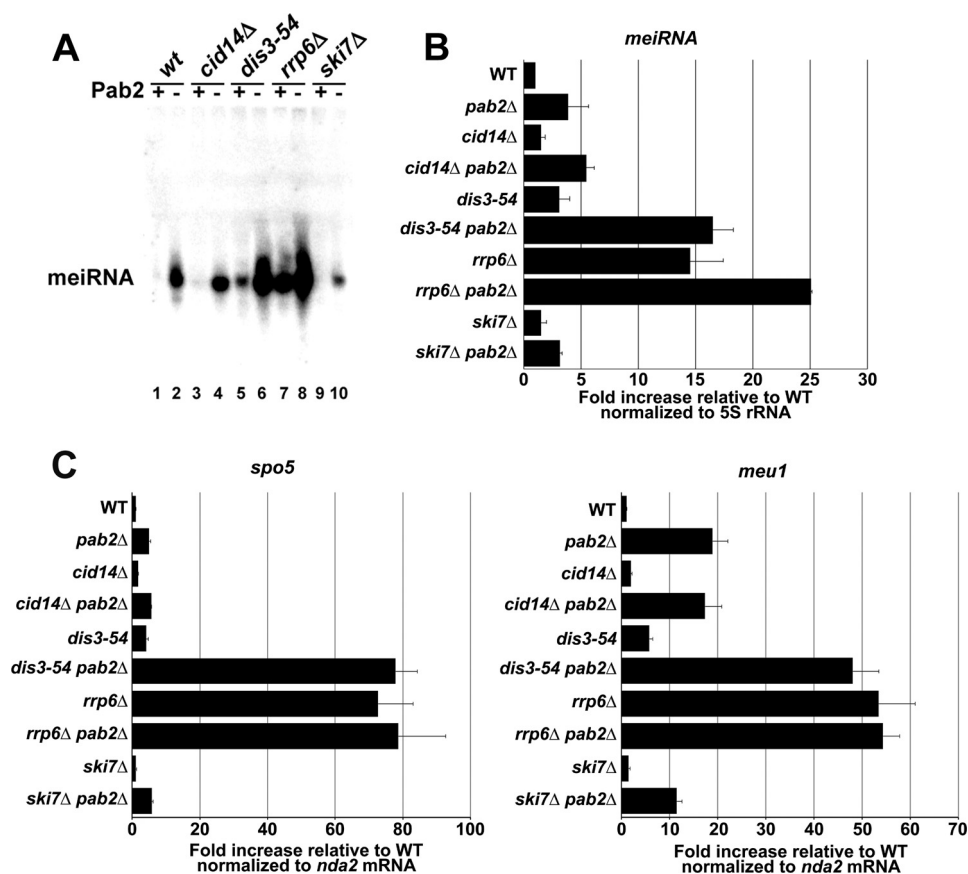 A
wt cid14Δ dis3-54 rrp6Δ ski7Δ
Pab2 + - + - + - + - + -
meiRNA
1 2 3 4 5 6 7 8 9 10
B
meiRNA
WT
pab2Δ
cid14Δ
cid14Δ pab2Δ
dis3-54
dis3-54 pab2Δ
rrp6Δ
rrp6Δ pab2Δ
ski7Δ
ski7Δ pab2Δ
0 5 10 15 20 25 30
Fold increase relative to WT
normalized to 5S rRNA
C
spo5
WT
pab2Δ
cid14Δ
cid14Δ pab2Δ
dis3-54
dis3-54 pab2Δ
rrp6Δ
rrp6Δ pab2Δ
ski7Δ
ski7Δ pab2Δ
0 20 40 60 80 100
Fold increase relative to WT
normalized to nda2 mRNA
meu1
WT
pab2Δ
cid14Δ
cid14Δ pab2Δ
dis3-54
dis3-54 pab2Δ
rrp6Δ
rrp6Δ pab2Δ
ski7Δ
ski7Δ pab2Δ
0 10 20 30 40 50 60 70
Fold increase relative to WT
normalized to nda2 mRNA